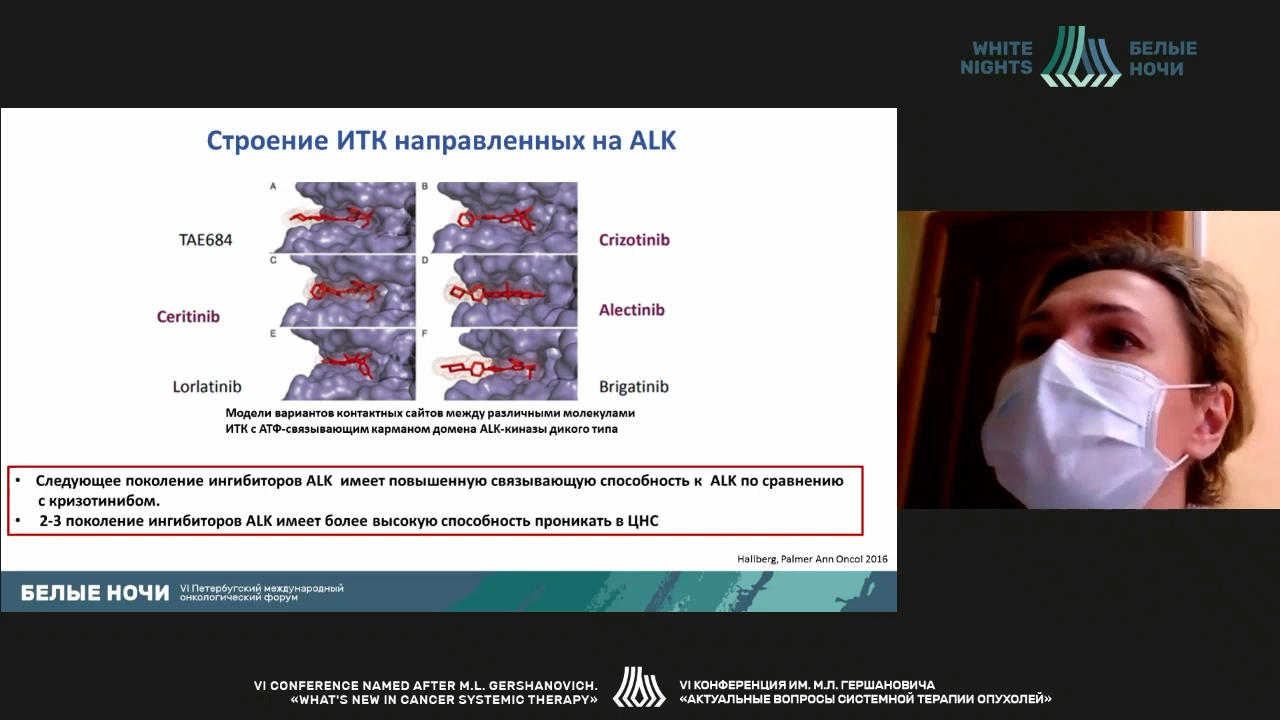 WHITE
NIGHTS
БЕЛЫЕ
НОЧИ
Строение ИТК направленных на ALK
A
B
TAE684
Crizotinib
C
D
Ceritinib
Alectinib
E
F
Lorlatinib
Brigatinib
Модели вариантов контактных сайтов между различными молекулами
ИТК с АТФ-связывающим карманом домена ALK-киназы дикого типа
• Следующее поколение ингибиторов ALK имеет повышенную связывающую способность к ALK по сравнению
с кризотинибом.
• 2-3 поколение ингибиторов ALK имеет более высокую способность проникать в ЦНС
Hallberg, Palmer Ann Oncol 2016
БЕЛЫЕ НОЧИ
VI Петербугский международный
онкологический форум
VI CONFERENCE NAMED AFTER M.L. GERSHANOVICH.
«WHAT'S NEW IN CANCER SYSTEMIC THERAPY»
VI КОНФЕРЕНЦИЯ ИМ. М.Л. ГЕРШАНОВИЧА
«АКТУАЛЬНЫЕ ВОПРОСЫ СИСТЕМНОЙ ТЕРАПИИ ОПУХОЛЕЙ»